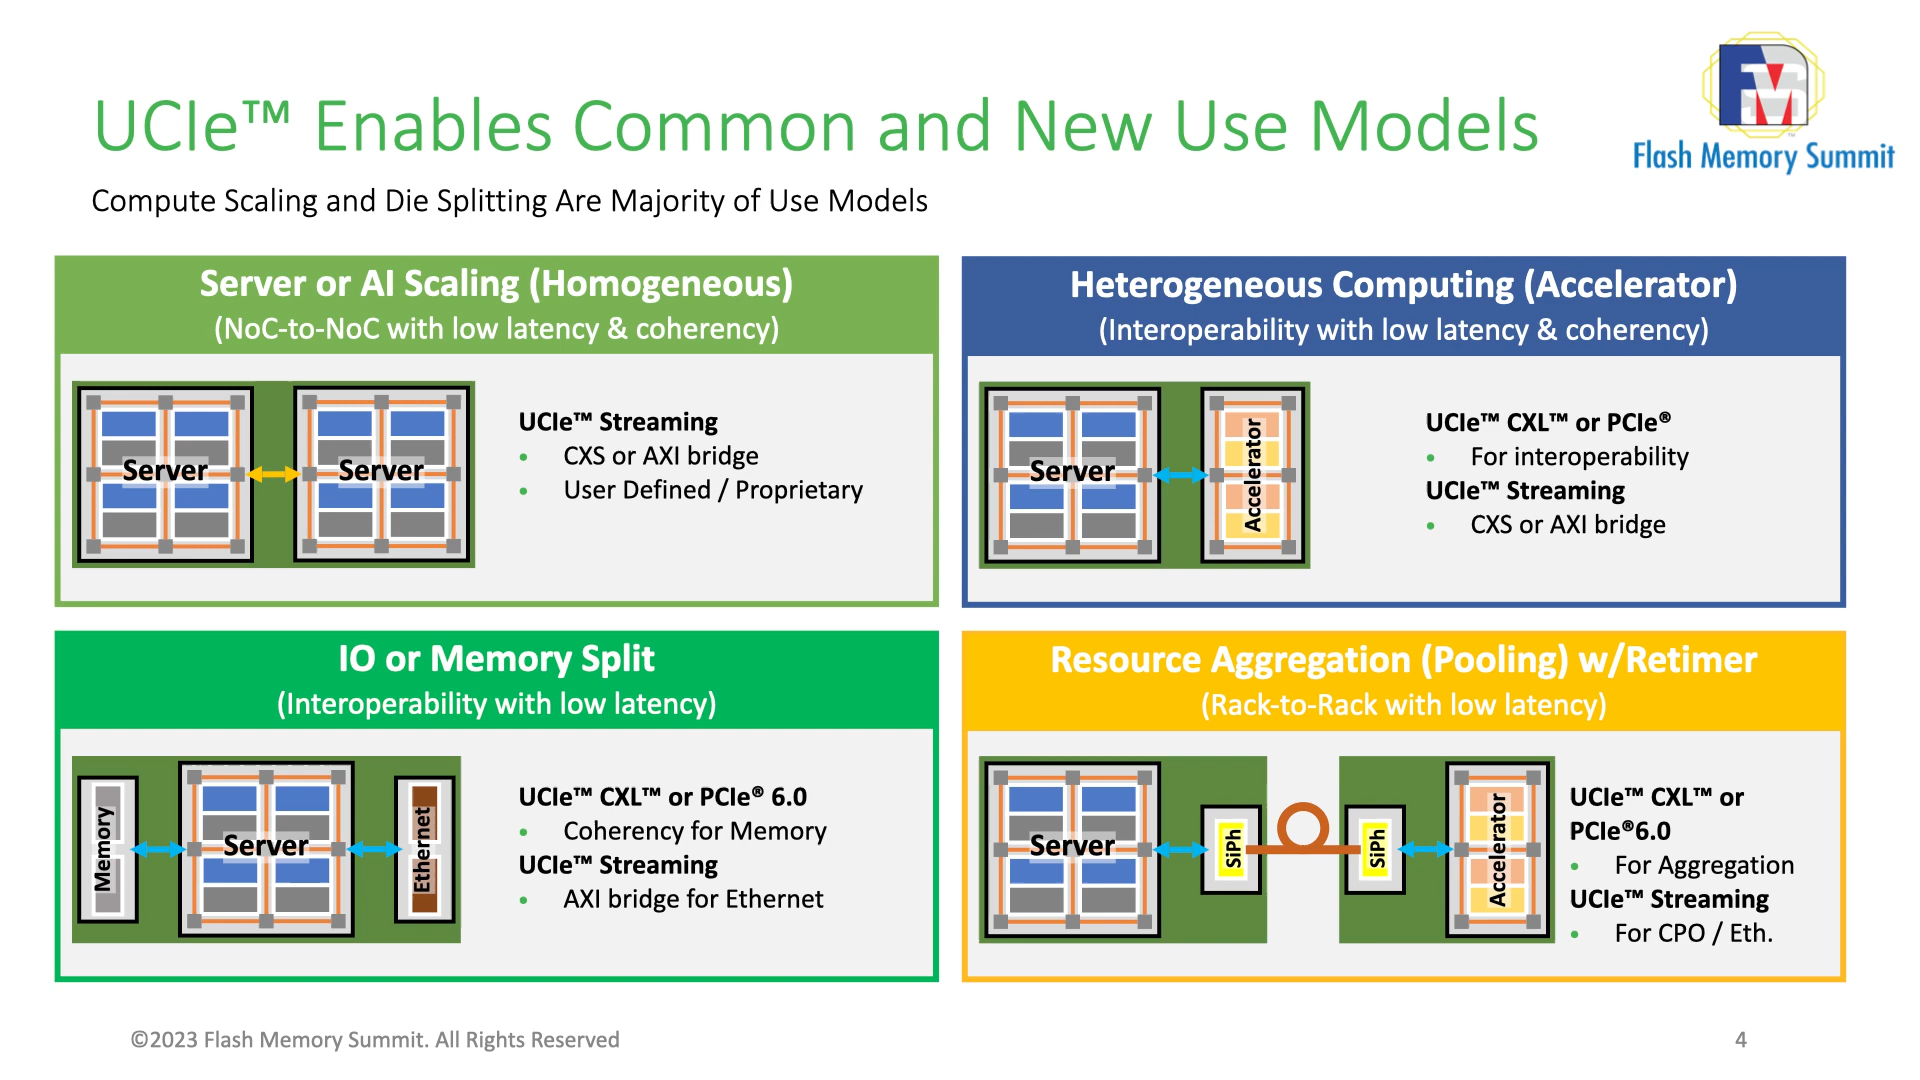 UCIe™ Enables Common and New Use Models
Flash Memory Summit
Compute Scaling and Die Splitting Are Majority of Use Models
Server or AI Scaling (Homogeneous)
(NoC-to-NoC with low latency & coherency)
Server
Server
UCIe™ Streaming
• CXS or AXI bridge
• User Defined / Proprietary
Heterogeneous Computing (Accelerator)
(Interoperability with low latency & coherency)
Server
Accelerator
UCIe™ CXL™ or PCIe®
• For interoperability
UCIe™ Streaming
• CXS or AXI bridge
IO or Memory Split
(Interoperability with low latency)
Memory
Server
Ethernet
UCIe™ CXL™ or PCIe® 6.0
• Coherency for Memory
UCIe™ Streaming
• AXI bridge for Ethernet
Resource Aggregation (Pooling) w/Retimer
(Rack-to-Rack with low latency)
Server
SiPh
SiPh
Accelerator
UCIe™ CXL™ or
PCIe®6.0
• For Aggregation
UCIe™ Streaming
• For CPO / Eth.
©2023 Flash Memory Summit. All Rights Reserved
4